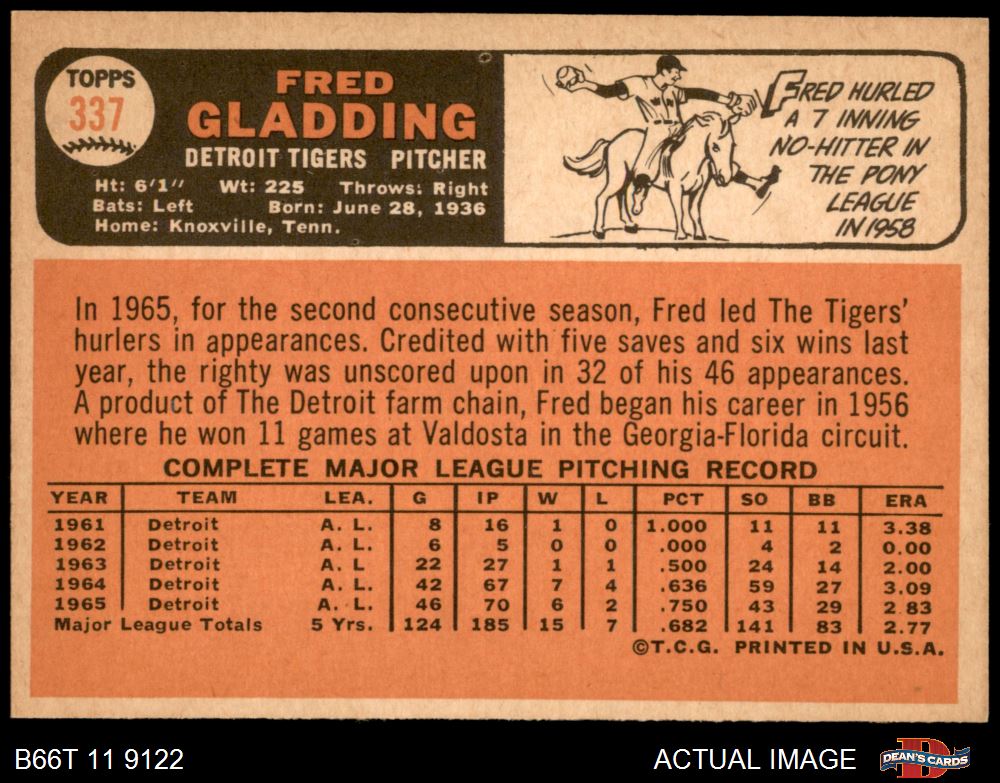 TOPPS
337
FRED
GLADDING
DETROIT TIGERS PITCHER
Ht: 6'1" Wt: 225 Throws: Right
Bats: Left Born: June 28, 1936
Home: Knoxville, Tenn.
FRED HURLED
A 7 INNING
NO-HITTER IN
THE PONY
LEAGUE
IN 1958
In 1965, for the second consecutive season, Fred led The Tigers'
hurlers in appearances. Credited with five saves and six wins last
year, the righty was unscored upon in 32 of his 46 appearances.
A product of The Detroit farm chain, Fred began his career in 1956
where he won 11 games at Valdosta in the Georgia-Florida circuit.
COMPLETE MAJOR LEAGUE PITCHING RECORD
YEAR TEAM LEA. G IP W L PCT SO BB ERA
1961 Detroit A. L. 8 16 1 0 1.000 11 11 3.38
1962 Detroit A. L. 6 5 0 0 .000 4 2 0.00
1963 Detroit A. L 22 27 1 1 .500 24 14 2.00
1964 Detroit A. L. 42 67 7 4 .636 59 27 3.09
1965 Detroit A. L. 46 70 6 2 .750 43 29 2.83
Major League Totals 5 Yrs. 124 185 15 7 .682 141 83 2.77
©T.C.G. PRINTED IN U.S.A.
B66T 11 9122 ACTUAL IMAGE DEAN'S CARDS